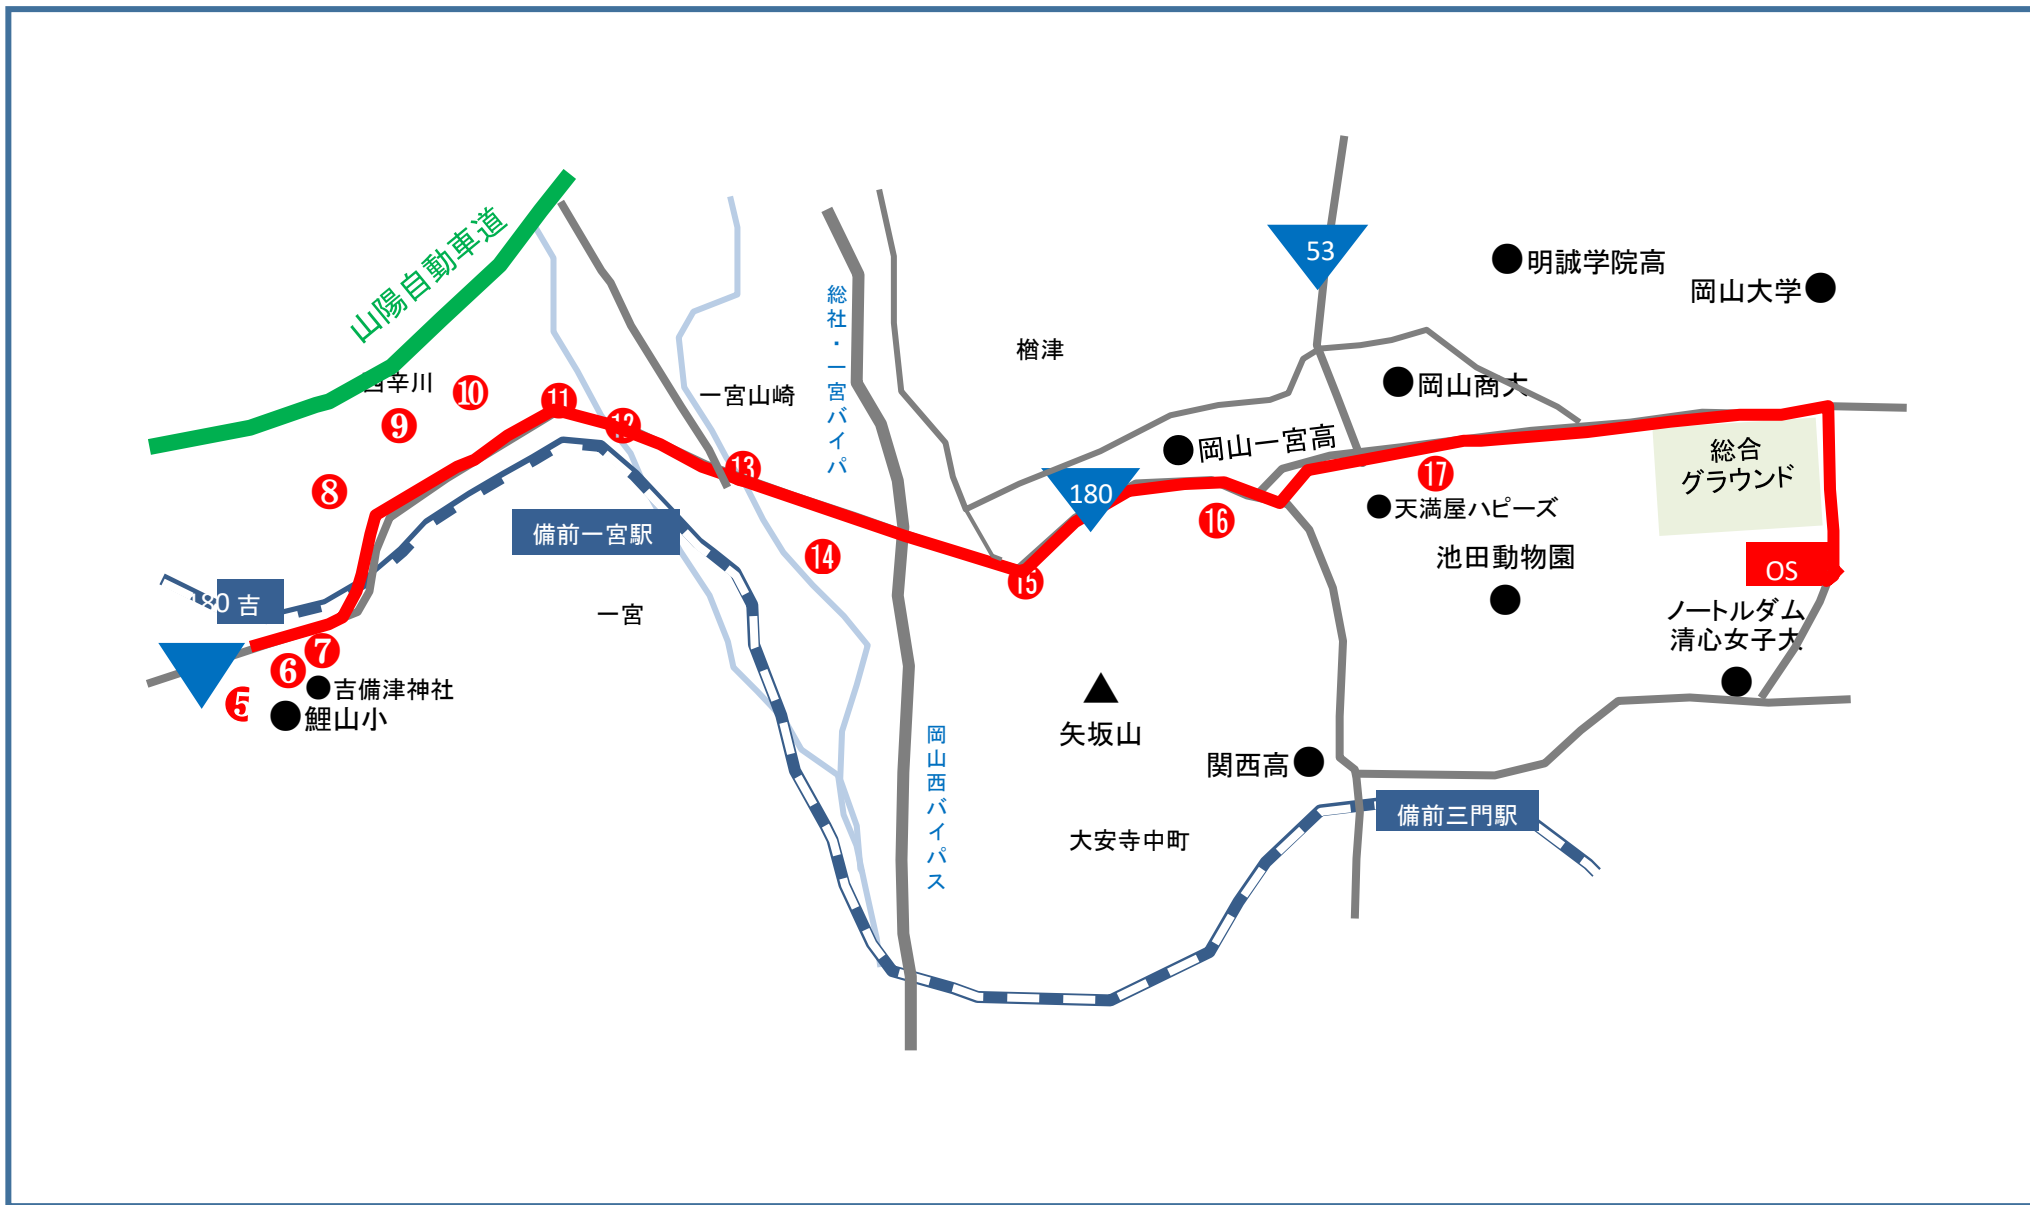 53
明誠学院高
岡山大学
山陽自動車道
総社・一宮バイパ
楢津
西辛川
一宮山崎
岡山商大
⑩
⑪
⑨
⑫
岡山一宮高
総合
グラウンド
⑬
⑰
⑧
180
天満屋ハピーズ
⑯
備前一宮駅
⑭
池田動物園
OS
⑮
180 吉
一宮
ノートルダム
清心女子大
⑦
⑥
吉備津神社
⑤
鯉山小
矢坂山
岡山西バイパス
関西高
備前三門駅
大安寺中町